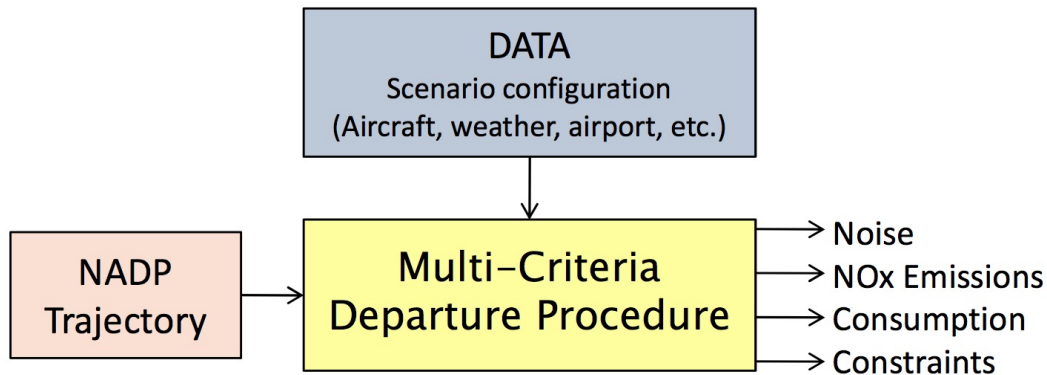 DATA
Scenario configuration
(Aircraft, weather, airport, etc.)
NADP
Trajectory
Multi-Criteria
Departure Procedure
Noise
NOx Emissions
Consumption
Constraints